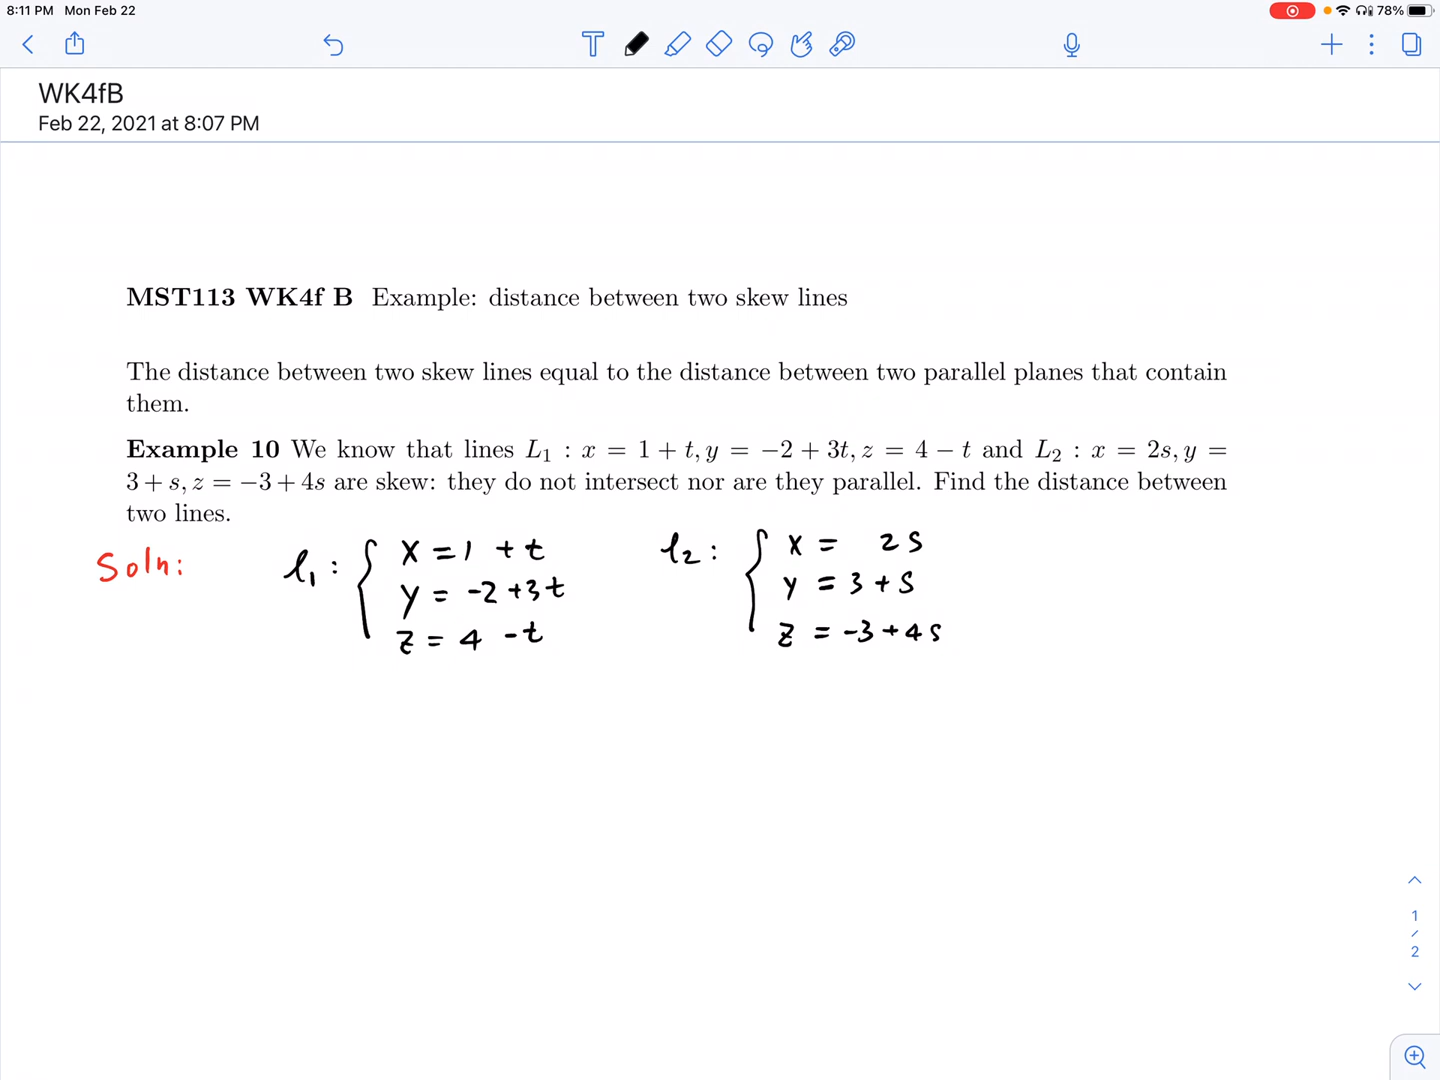 8:11 PM Mon Feb 22
78%
WK4fB
Feb 22, 2021 at 8:07 PM
MST113 WK4f B Example: distance between two skew lines
The distance between two skew lines equal to the distance between two parallel planes that contain
them.
Example 10 We know that lines L₁ : x = 1 + t, y = −2 + 3t, z = 4 − t and L₂ : x = 2s, y =
3 + s, z = −3 + 4s are skew: they do not intersect nor are they parallel. Find the distance between
two lines.
Soln:
l₁ : { x = 1 + t
y = -2 + 3t
z = 4 - t
l₂ : { x = 2s
y = 3 + s
z = -3 + 4s
1
/
2